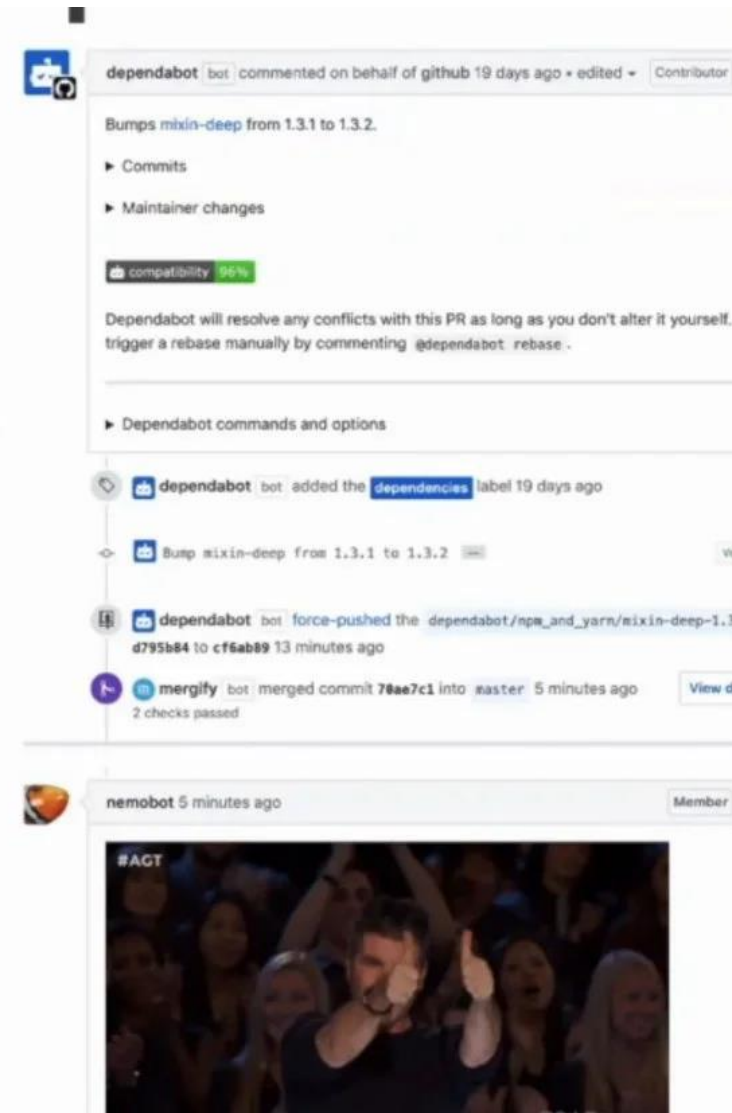 dependabot bot commented on behalf of github 19 days ago • edited Contributor
Bumps mixin-deep from 1.3.1 to 1.3.2.
Commits
Maintainer changes
compatibility 96%
Dependabot will resolve any conflicts with this PR as long as you don't alter it yourself.
trigger a rebase manually by commenting @dependabot rebase .
Dependabot commands and options
dependabot bot added the dependencies label 19 days ago
Bump mixin-deep from 1.3.1 to 1.3.2
dependabot bot force-pushed the dependabot/npm_and_yarn/mixin-deep-1.3
d795b84 to cf6ab89 13 minutes ago
mergify bot merged commit 70ae7c1 into master 5 minutes ago View d
2 checks passed
nemobot 5 minutes ago Member
#AGT